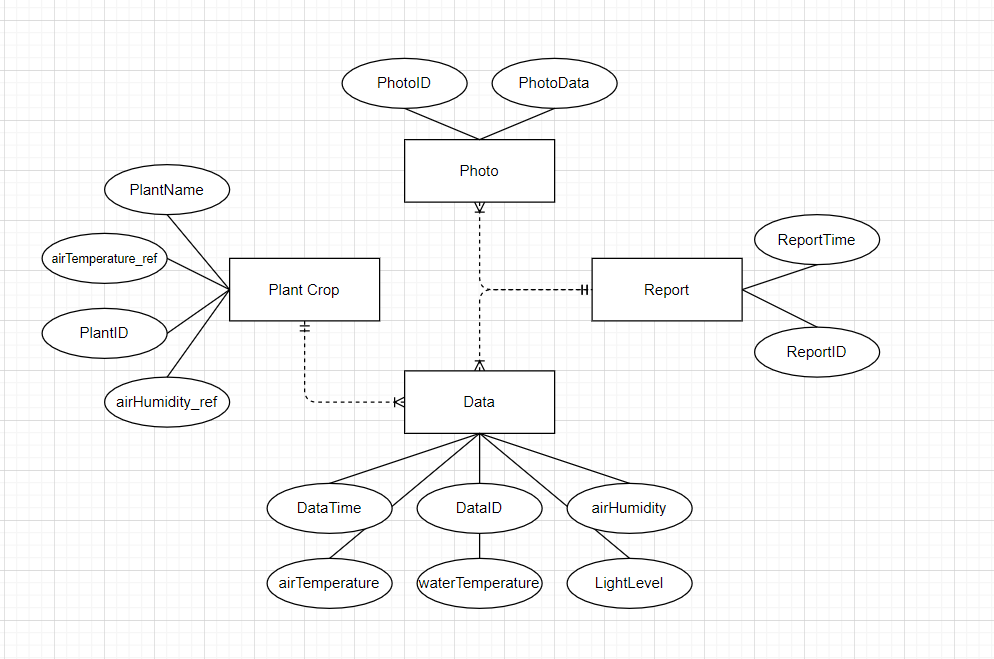 PhotoID
PhotoData
Photo
PlantName
airTemperature_ref
PlantID
airHumidity_ref
Plant Crop
ReportTime
Report
ReportID
Data
DataTime
DataID
airHumidity
airTemperature
waterTemperature
LightLevel